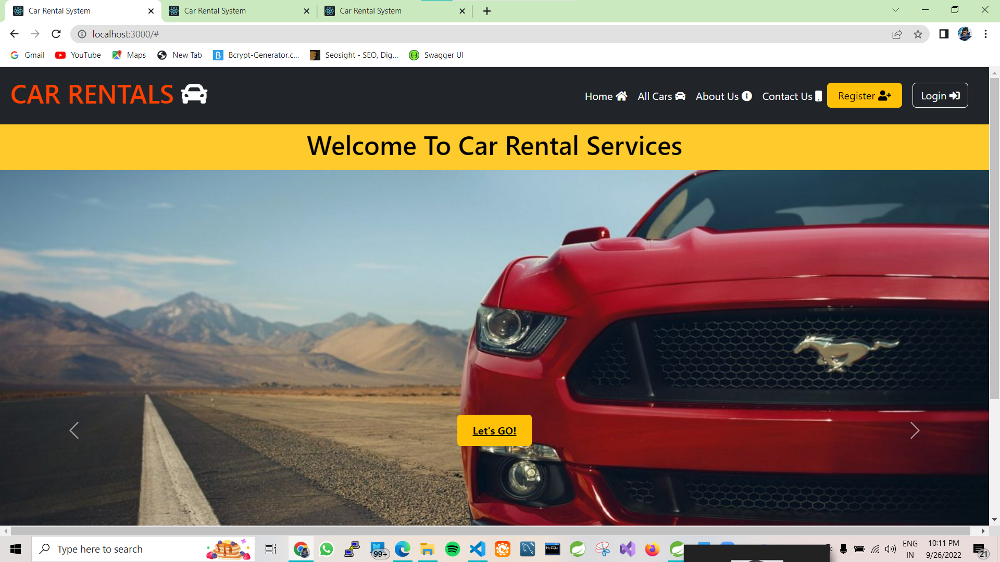 Car Rental System
Car Rental System
Car Rental System
localhost:3000/#
Gmail
YouTube
Maps
New Tab
B Bcrypt-Generator.c...
Seosight - SEO, Dig...
Swagger UI
CAR RENTALS
Home
All Cars
About Us
Contact Us
Register
Login
Welcome To Car Rental Services
Let's GO!
Type here to search
99+
MySQL
ENG
IN
10:11 PM
9/26/2022
21